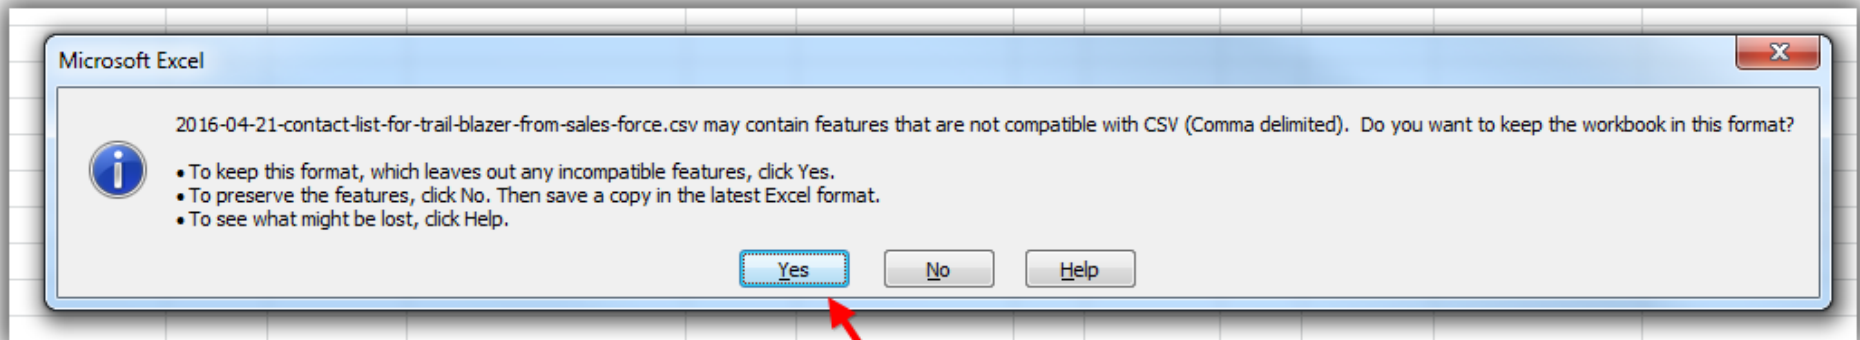 Microsoft Excel
X
2016-04-21-contact-list-for-trail-blazer-from-sales-force.csv may contain features that are not compatible with CSV (Comma delimited).  Do you want to keep the workbook in this format?
i
• To keep this format, which leaves out any incompatible features, click Yes.
• To preserve the features, click No. Then save a copy in the latest Excel format.
• To see what might be lost, click Help.
Yes No Help